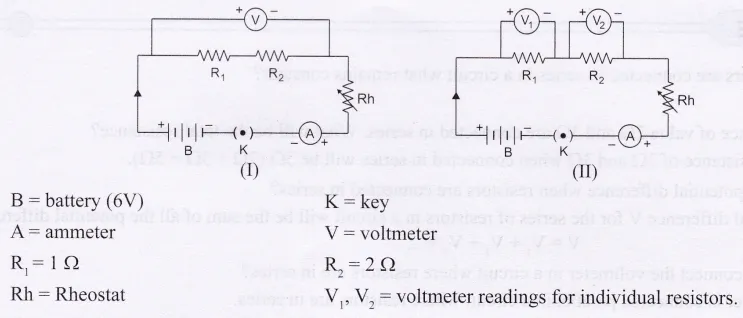 + V −
+ V₁ − + V₂ −
R₁ R₂
R₁ R₂
Rh
Rh
+ B K − A +
+ B K − A +
(I)
(II)
B = battery (6V) K = key
A = ammeter V = voltmeter
R₁ = 1 Ω R₂ = 2 Ω
Rh = Rheostat V₁, V₂ = voltmeter readings for individual resistors.